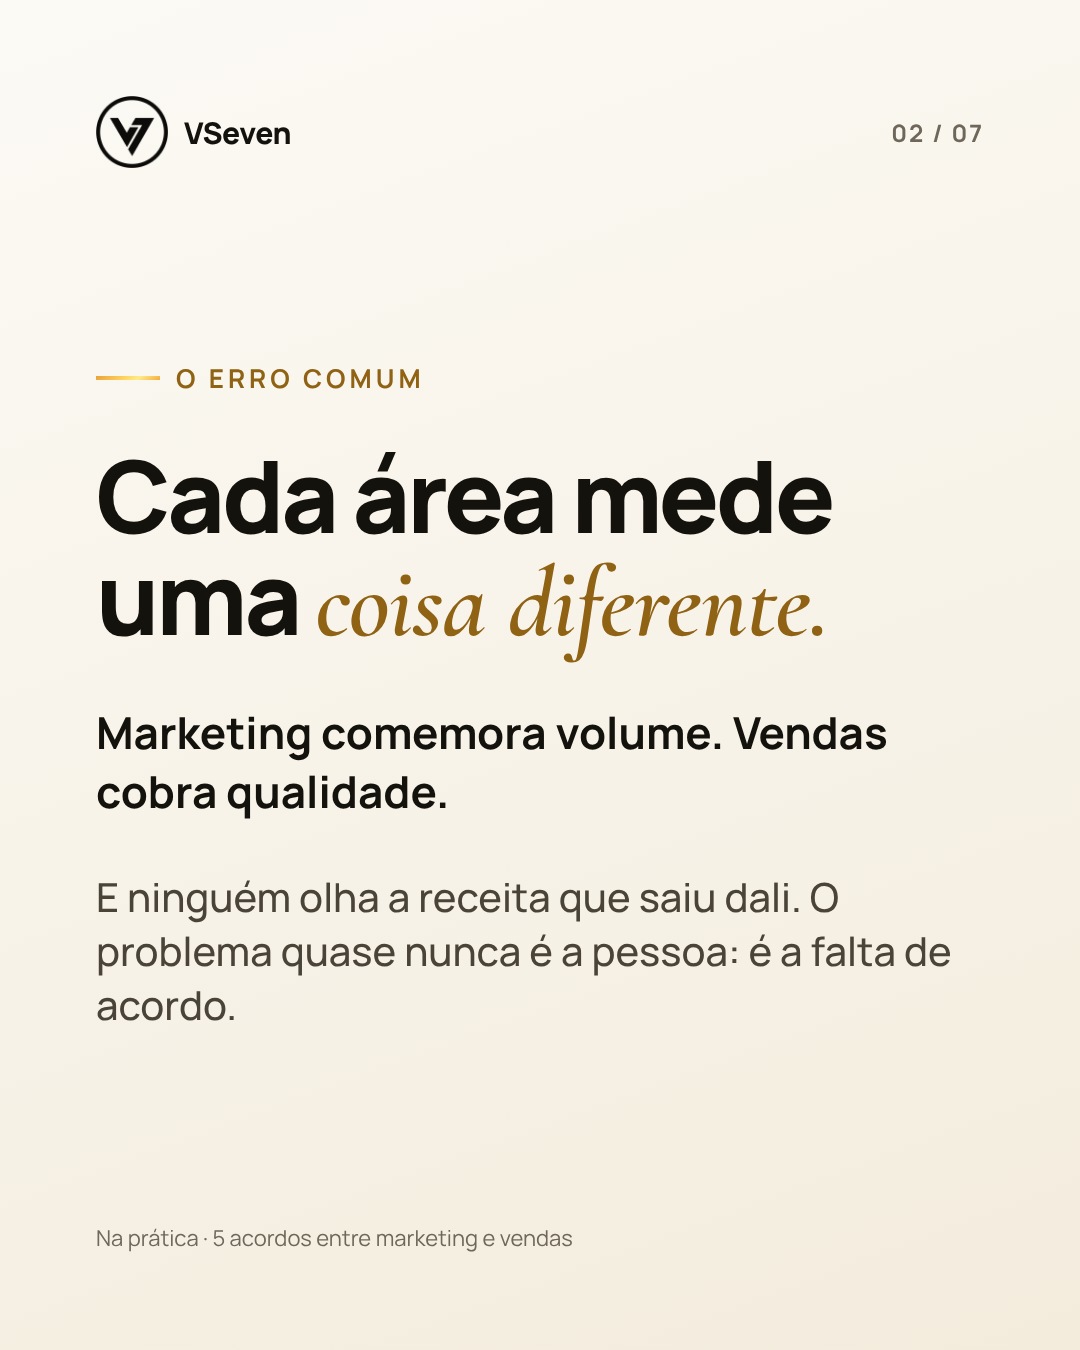 VSeven
02 / 07
O ERRO COMUM
Cada área mede
uma coisa diferente.
Marketing comemora volume. Vendas
cobra qualidade.
E ninguém olha a receita que saiu dali. O
problema quase nunca é a pessoa: é a falta de
acordo.
Na prática · 5 acordos entre marketing e vendas